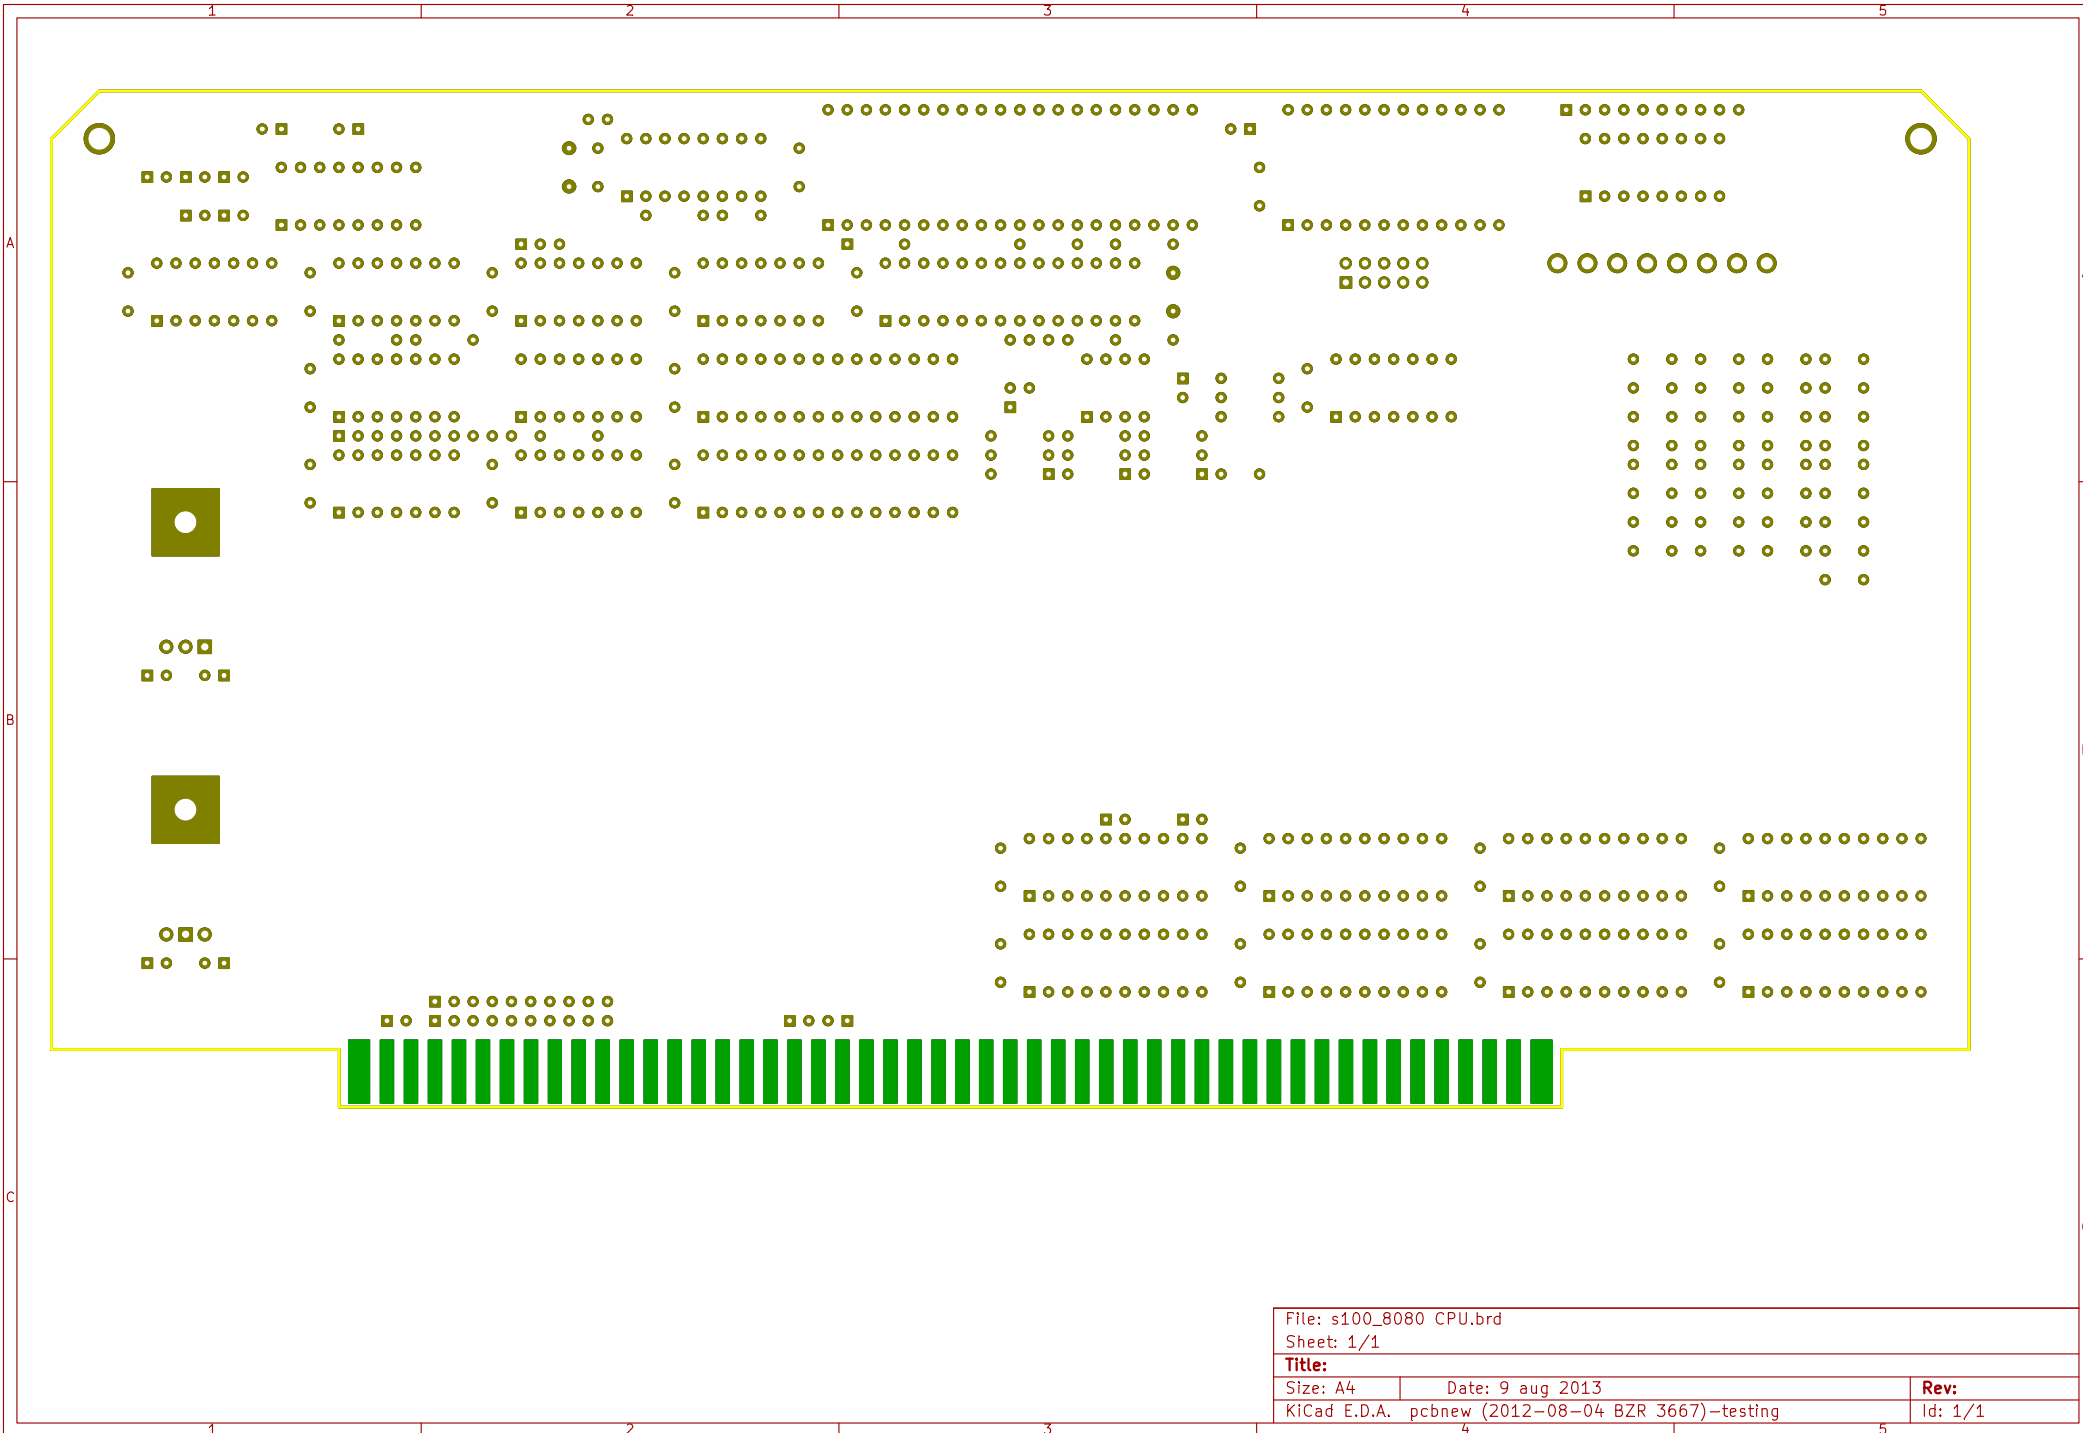 1 2 3 4 5
A
B
C
File: s100_8080 CPU.brd
Sheet: 1/1
Title:
Size: A4 Date: 9 aug 2013 Rev:
KiCad E.D.A. pcbnew (2012-08-04 BZR 3667)-testing Id: 1/1
1 2 3 4 5